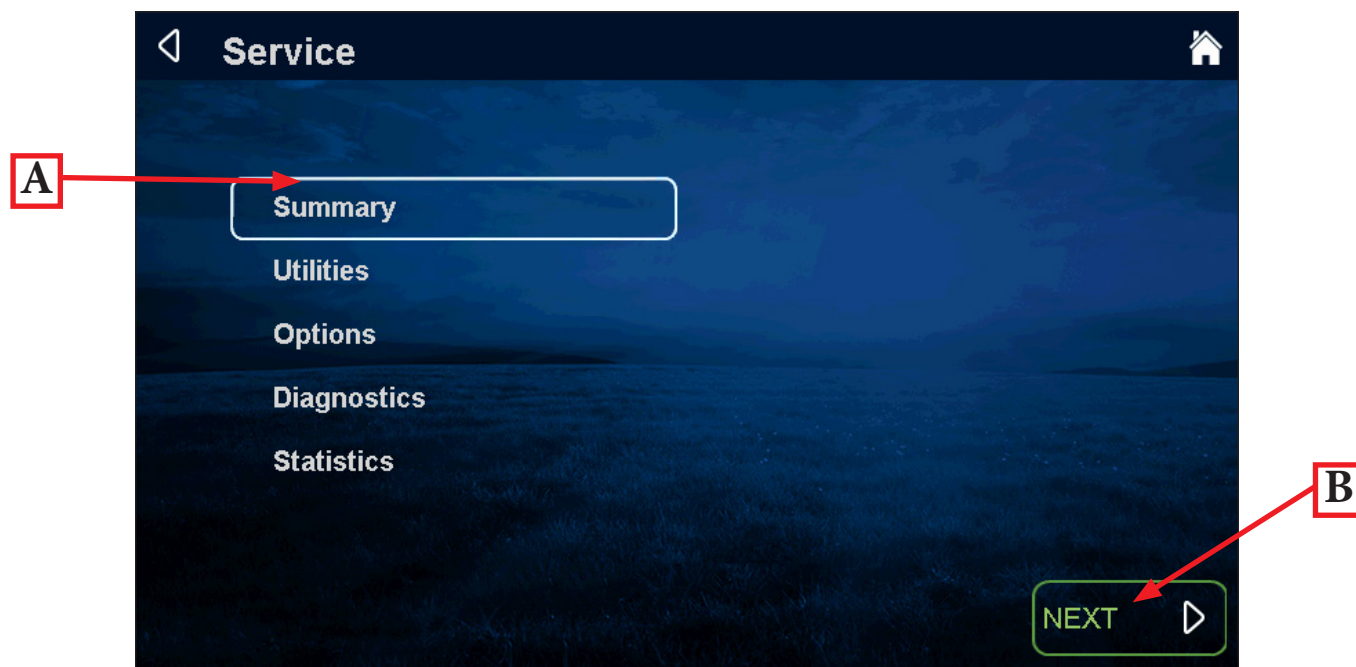 Service
A
Summary
Utilities
Options
Diagnostics
Statistics
B
NEXT